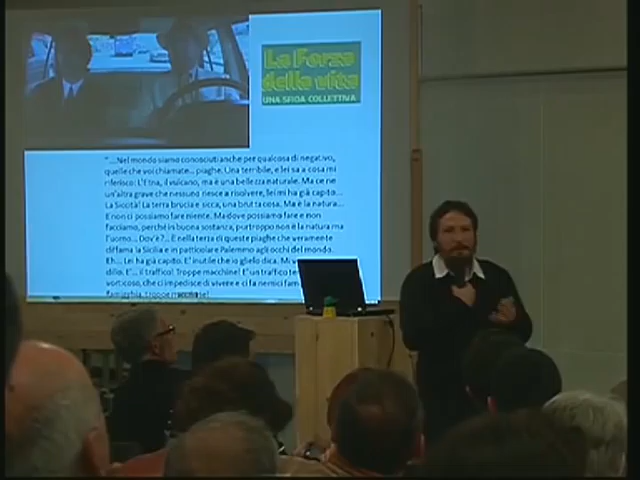 La Forza
della vita
UNA SFIDA COLLETTIVA
"....Nel mondo siamo conosciuti anche per qualcosa di negativo,
quelle che voi chiamate... piaghe. Una terribile, e lei sa a cosa mi
riferisco: L'Etna, il vulcano, ma è una bellezza naturale. Ma ce ne
un'altra grave che nessuno riesce a risolvere, lei mi ha già capito...
La Siccità! La terra brucia e sicca, una brutta cosa. Ma è la natura...
E non ci possiamo fare niente. Ma dove possiamo fare e non
facciamo, perché in buona sostanza, purtroppo non è la natura ma
l'uomo... Dov'è?... E nella terra di queste piaghe che veramente
diffama la Sicilia e in particolare Palermo agli occhi del mondo.
Eh... Lei ha già capito. E' inutile che io glielo dica. Mi ve
dillo. E'... il traffico! Troppe macchine! E' un traffico te
vorticoso, che ci impedisce di vivere e ci fa nemici fam
famigghia, troppe macchine!